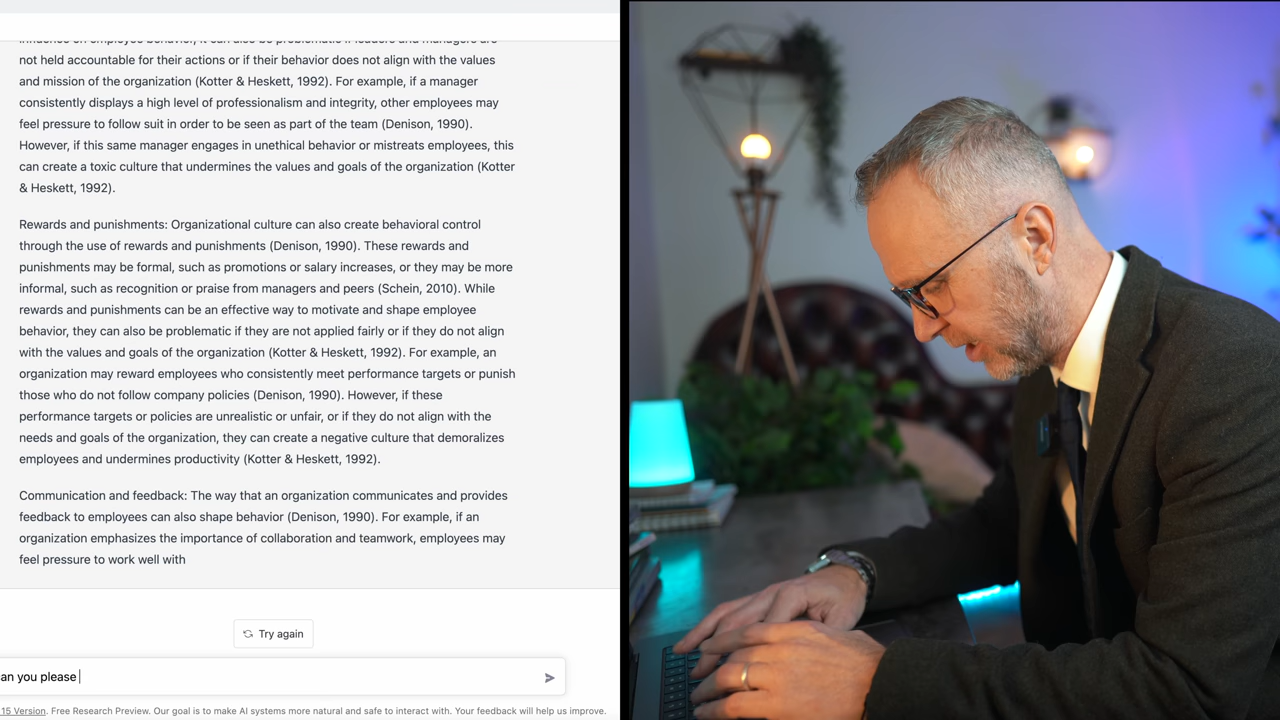 influence on employee behavior, it can also be problematic if leaders and managers are
not held accountable for their actions or if their behavior does not align with the values
and mission of the organization (Kotter & Heskett, 1992). For example, if a manager
consistently displays a high level of professionalism and integrity, other employees may
feel pressure to follow suit in order to be seen as part of the team (Denison, 1990).
However, if this same manager engages in unethical behavior or mistreats employees, this
can create a toxic culture that undermines the values and goals of the organization (Kotter
& Heskett, 1992).
Rewards and punishments: Organizational culture can also create behavioral control
through the use of rewards and punishments (Denison, 1990). These rewards and
punishments may be formal, such as promotions or salary increases, or they may be more
informal, such as recognition or praise from managers and peers (Schein, 2010). While
rewards and punishments can be an effective way to motivate and shape employee
behavior, they can also be problematic if they are not applied fairly or if they do not align
with the values and goals of the organization (Kotter & Heskett, 1992). For example, an
organization may reward employees who consistently meet performance targets or punish
those who do not follow company policies (Denison, 1990). However, if these
performance targets or policies are unrealistic or unfair, or if they do not align with the
needs and goals of the organization, they can create a negative culture that demoralizes
employees and undermines productivity (Kotter & Heskett, 1992).
Communication and feedback: The way that an organization communicates and provides
feedback to employees can also shape behavior (Denison, 1990). For example, if an
organization emphasizes the importance of collaboration and teamwork, employees may
feel pressure to work well with
Try again
an you please
15 Version. Free Research Preview. Our goal is to make AI systems more natural and safe to interact with. Your feedback will help us improve.